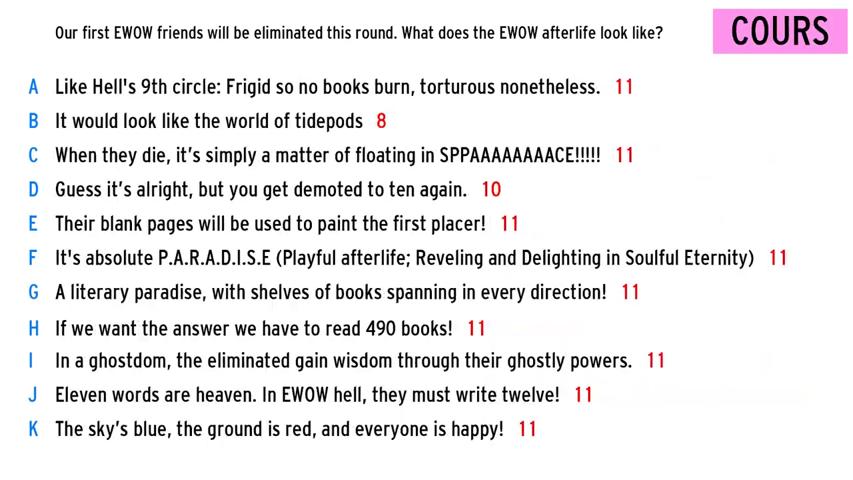 Our first EWOW friends will be eliminated this round. What does the EWOW afterlife look like?
COURS
A Like Hell's 9th circle: Frigid so no books burn, torturous nonetheless. 11
B It would look like the world of tidepods 8
C When they die, it’s simply a matter of floating in SPPAAAAAAAACE!!!!! 11
D Guess it’s alright, but you get demoted to ten again. 10
E Their blank pages will be used to paint the first placer! 11
F It's absolute P.A.R.A.D.I.S.E (Playful afterlife; Reveling and Delighting in Soulful Eternity) 11
G A literary paradise, with shelves of books spanning in every direction! 11
H If we want the answer we have to read 490 books! 11
I In a ghostdom, the eliminated gain wisdom through their ghostly powers. 11
J Eleven words are heaven. In EWOW hell, they must write twelve! 11
K The sky’s blue, the ground is red, and everyone is happy! 11